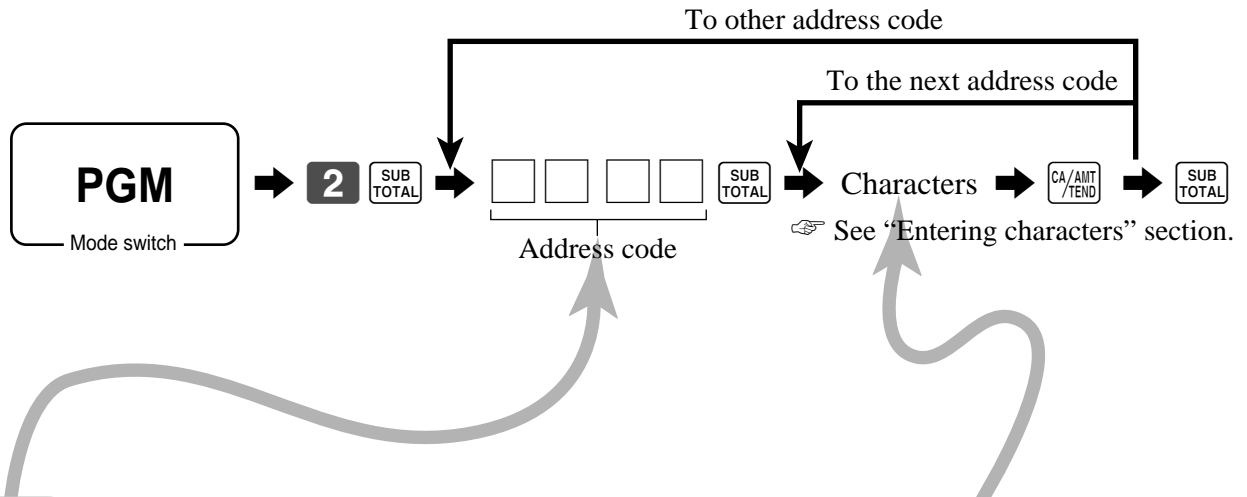 To other address code
To the next address code
PGM
Mode switch
2
SUB
TOTAL
Address code
SUB
TOTAL
Characters
CA/AMT
/TEND
SUB
TOTAL
☞ See “Entering characters” section.